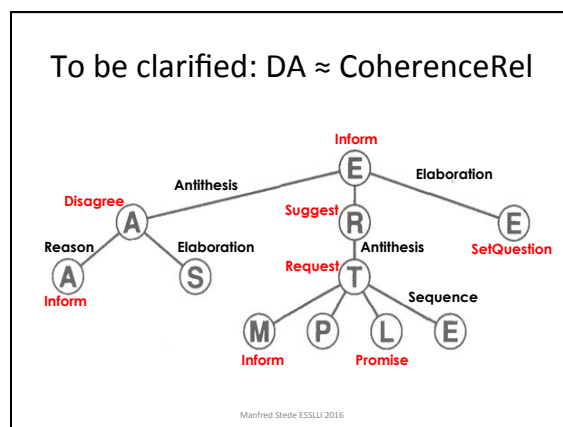 To be clarified: DA ≈ CoherenceRel
Inform
E
Antithesis
Elaboration
Disagree
A
Suggest
R
E
SetQuestion
Reason
Elaboration
Antithesis
A
S
Request
T
Inform
Sequence
M
P
L
E
Inform
Promise
Manfred Stede ESSLLI 2016